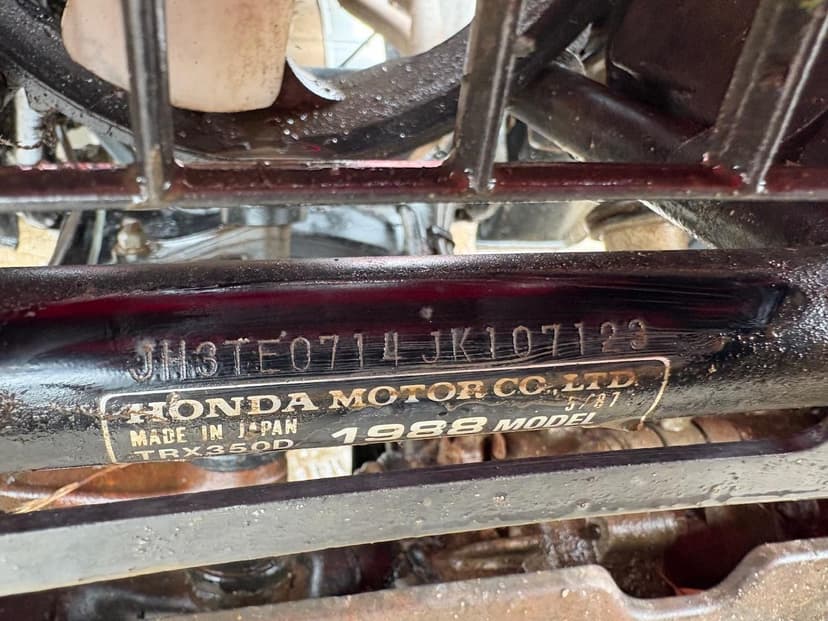 JH3TE0714JK107123
HONDA MOTOR CO., LTD.
MADE IN JAPAN 5/87
TRX350D 1988 MODEL